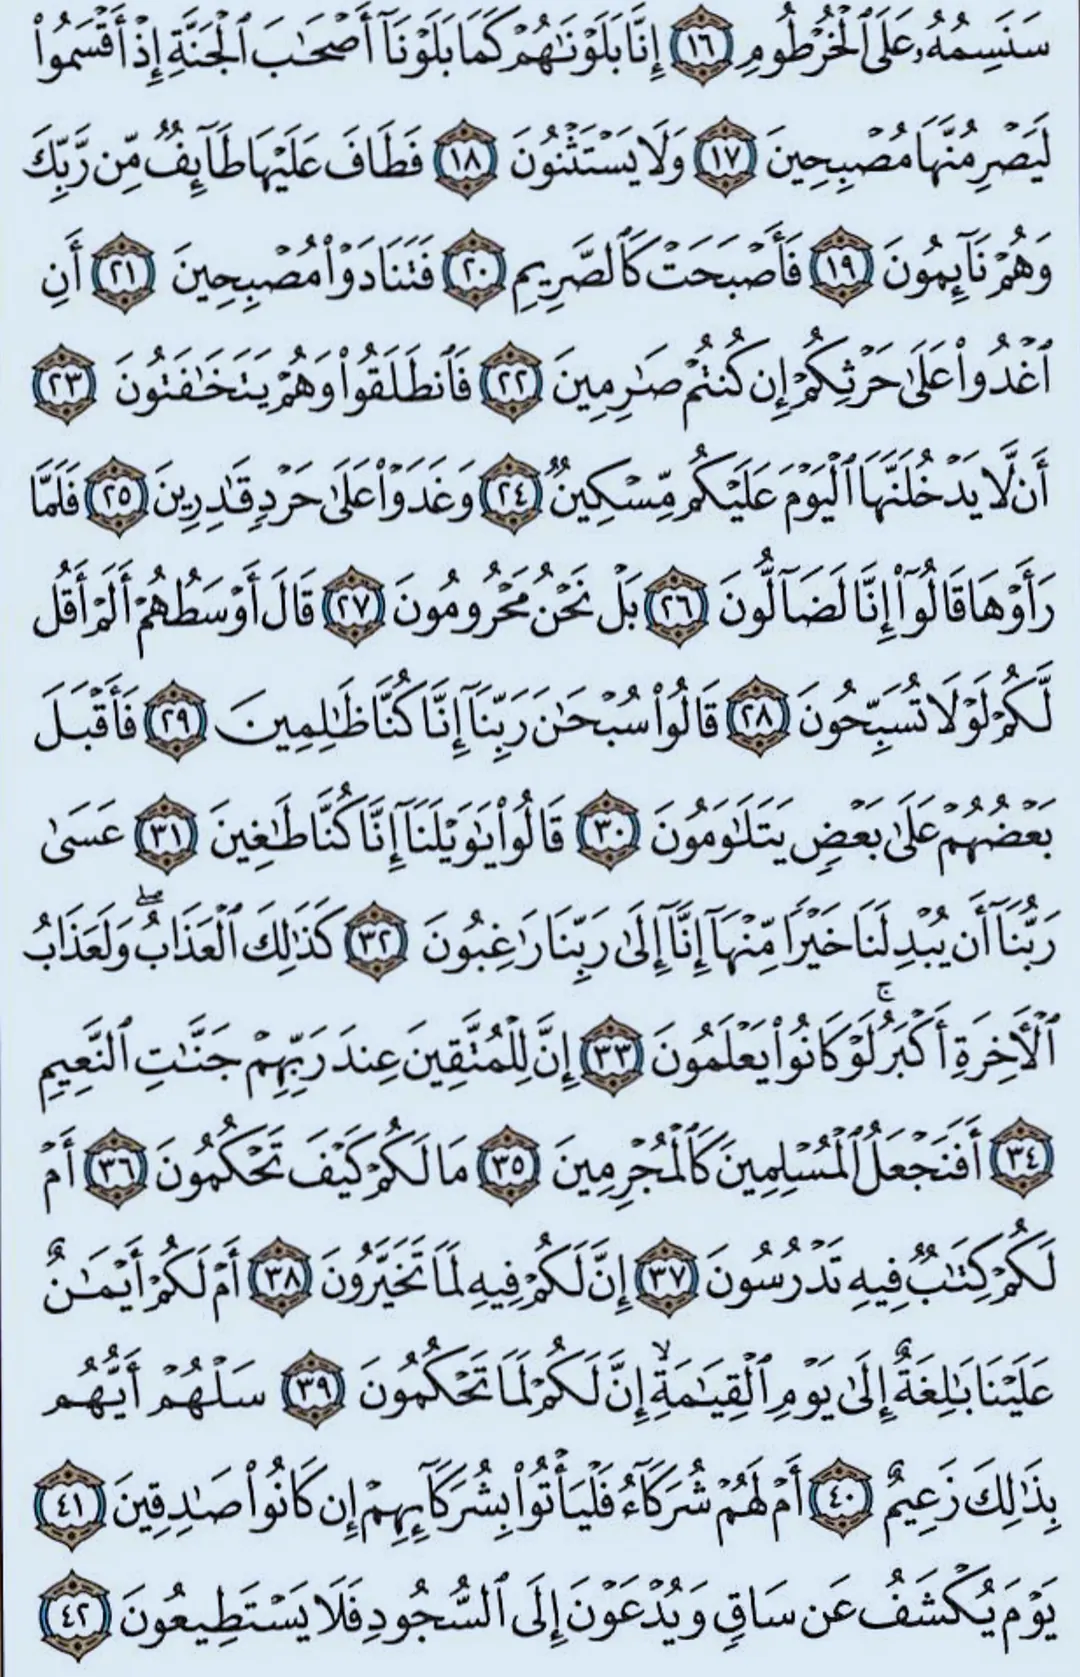 سَنَسِمُهُۥ عَلَى ٱلْخُرْطُومِ ١٦ إِنَّا بَلَوْنَٰهُمْ كَمَا بَلَوْنَآ أَصْحَٰبَ ٱلْجَنَّةِ إِذْ أَقْسَمُوا۟
لَيَصْرِمُنَّهَا مُصْبِحِينَ ١٧ وَلَا يَسْتَثْنُونَ ١٨ فَطَافَ عَلَيْهَا طَآئِفٌ مِّن رَّبِّكَ
وَهُمْ نَآئِمُونَ ١٩ فَأَصْبَحَتْ كَٱلصَّرِيمِ ٢٠ فَتَنَادَوْا۟ مُصْبِحِينَ ٢١ أَنِ
ٱغْدُوا۟ عَلَىٰ حَرْثِكُمْ إِن كُنتُمْ صَٰرِمِينَ ٢٢ فَٱنطَلَقُوا۟ وَهُمْ يَتَخَٰفَتُونَ ٢٣
أَن لَّا يَدْخُلَنَّهَا ٱلْيَوْمَ عَلَيْكُم مِّسْكِينٌ ٢٤ وَغَدَوْا۟ عَلَىٰ حَرْدٍ قَٰدِرِينَ ٢٥ فَلَمَّا
رَأَوْهَا قَالُوٓا۟ إِنَّا لَضَآلُّونَ ٢٦ بَلْ نَحْنُ مَحْرُومُونَ ٢٧ قَالَ أَوْسَطُهُمْ أَلَمْ أَقُل
لَّكُمْ لَوْلَا تُسَبِّحُونَ ٢٨ قَالُوا۟ سُبْحَٰنَ رَبِّنَآ إِنَّا كُنَّا ظَٰلِمِينَ ٢٩ فَأَقْبَلَ
بَعْضُهُمْ عَلَىٰ بَعْضٍ يَتَلَٰوَمُونَ ٣٠ قَالُوا۟ يَٰوَيْلَنَآ إِنَّا كُنَّا طَٰغِينَ ٣١ عَسَىٰ
رَبُّنَآ أَن يُبْدِلَنَا خَيْرًا مِّنْهَآ إِنَّآ إِلَىٰ رَبِّنَا رَٰغِبُونَ ٣٢ كَذَٰلِكَ ٱلْعَذَابُ ۖ وَلَعَذَابُ
ٱلْءَاخِرَةِ أَكْبَرُ ۚ لَوْ كَانُوا۟ يَعْلَمُونَ ٣٣ إِنَّ لِلْمُتَّقِينَ عِندَ رَبِّهِمْ جَنَّٰتِ ٱلنَّعِيمِ
٣٤ أَفَنَجْعَلُ ٱلْمُسْلِمِينَ كَٱلْمُجْرِمِينَ ٣٥ مَا لَكُمْ كَيْفَ تَحْكُمُونَ ٣٦ أَمْ
لَكُمْ كِتَٰبٌ فِيهِ تَدْرُسُونَ ٣٧ إِنَّ لَكُمْ فِيهِ لَمَا تَخَيَّرُونَ ٣٨ أَمْ لَكُمْ أَيْمَٰنٌ
عَلَيْنَا بَٰلِغَةٌ إِلَىٰ يَوْمِ ٱلْقِيَٰمَةِ ۙ إِنَّ لَكُمْ لَمَا تَحْكُمُونَ ٣٩ سَلْهُمْ أَيُّهُم
بِذَٰلِكَ زَعِيمٌ ٤٠ أَمْ لَهُمْ شُرَكَآءُ فَلْيَأْتُوا۟ بِشُرَكَآئِهِمْ إِن كَانُوا۟ صَٰدِقِينَ ٤١
يَوْمَ يُكْشَفُ عَن سَاقٍ وَيُدْعَوْنَ إِلَى ٱلسُّجُودِ فَلَا يَسْتَطِيعُونَ ٤٢